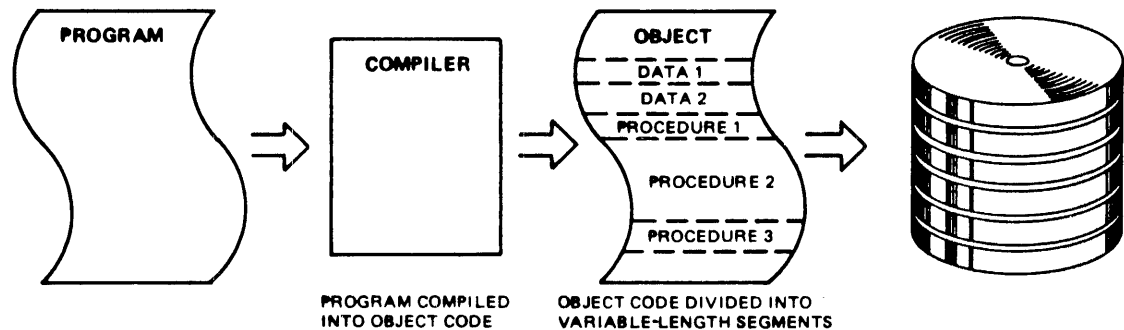 PROGRAM
COMPILER
OBJECT
DATA 1
DATA 2
PROCEDURE 1
PROCEDURE 2
PROCEDURE 3
PROGRAM COMPILED
INTO OBJECT CODE
OBJECT CODE DIVIDED INTO
VARIABLE-LENGTH SEGMENTS